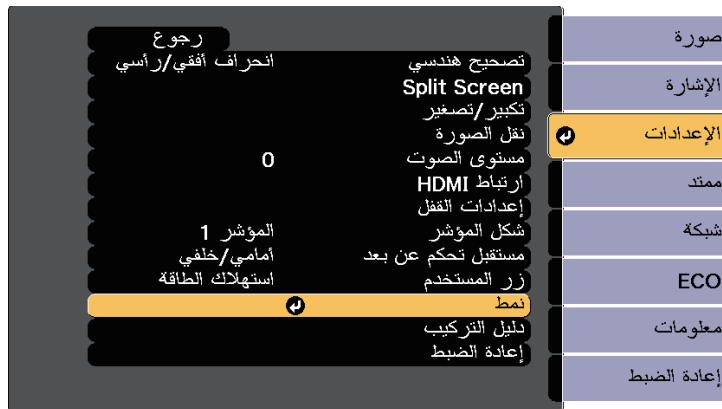 رجوع
تصحيح هندسي انحراف أفقي/رأسي
Split Screen
تكبير/تصغير
نقل الصورة
مستوى الصوت 0
ارتباط HDMI
إعدادات القفل
شكل المؤشر المؤشر 1
مستقبل تحكم عن بعد أمامي/خلفي
زر المستخدم استهلاك الطاقة
نمط
دليل التركيب
إعادة الضبط
صورة
الإشارة
الإعدادات
ممتد
شبكة
ECO
معلومات
إعادة الضبط